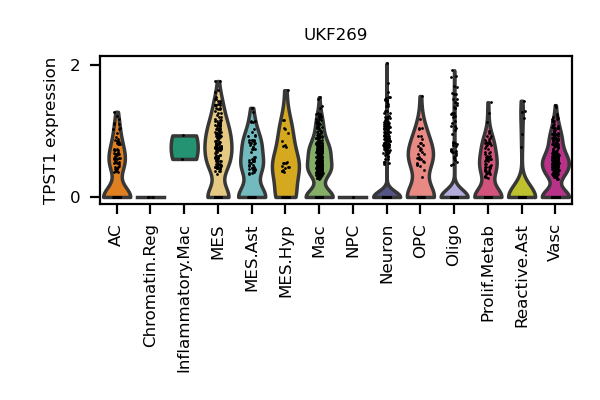 UKF269
TPST1 expression
2
0
AC
Chromatin.Reg
Inflammatory.Mac
MES
MES.Ast
MES.Hyp
Mac
NPC
Neuron
OPC
Oligo
Prolif.Metab
Reactive.Ast
Vasc